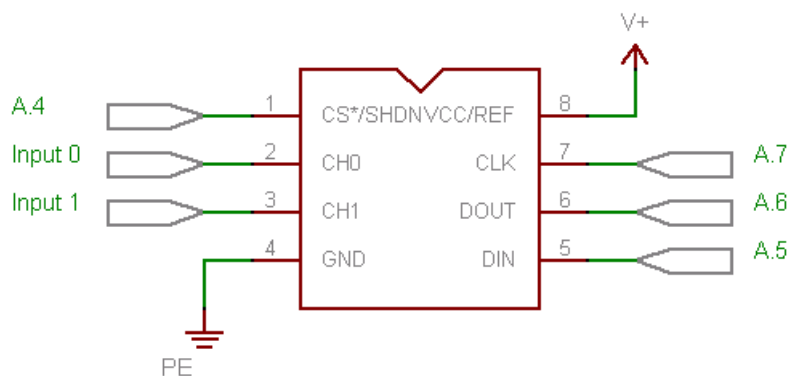 V+
A.4 1 CS*/SHDNVCC/REF 8
Input 0 2 CH0 CLK 7 A.7
Input 1 3 CH1 DOUT 6 A.6
4 GND DIN 5 A.5
PE